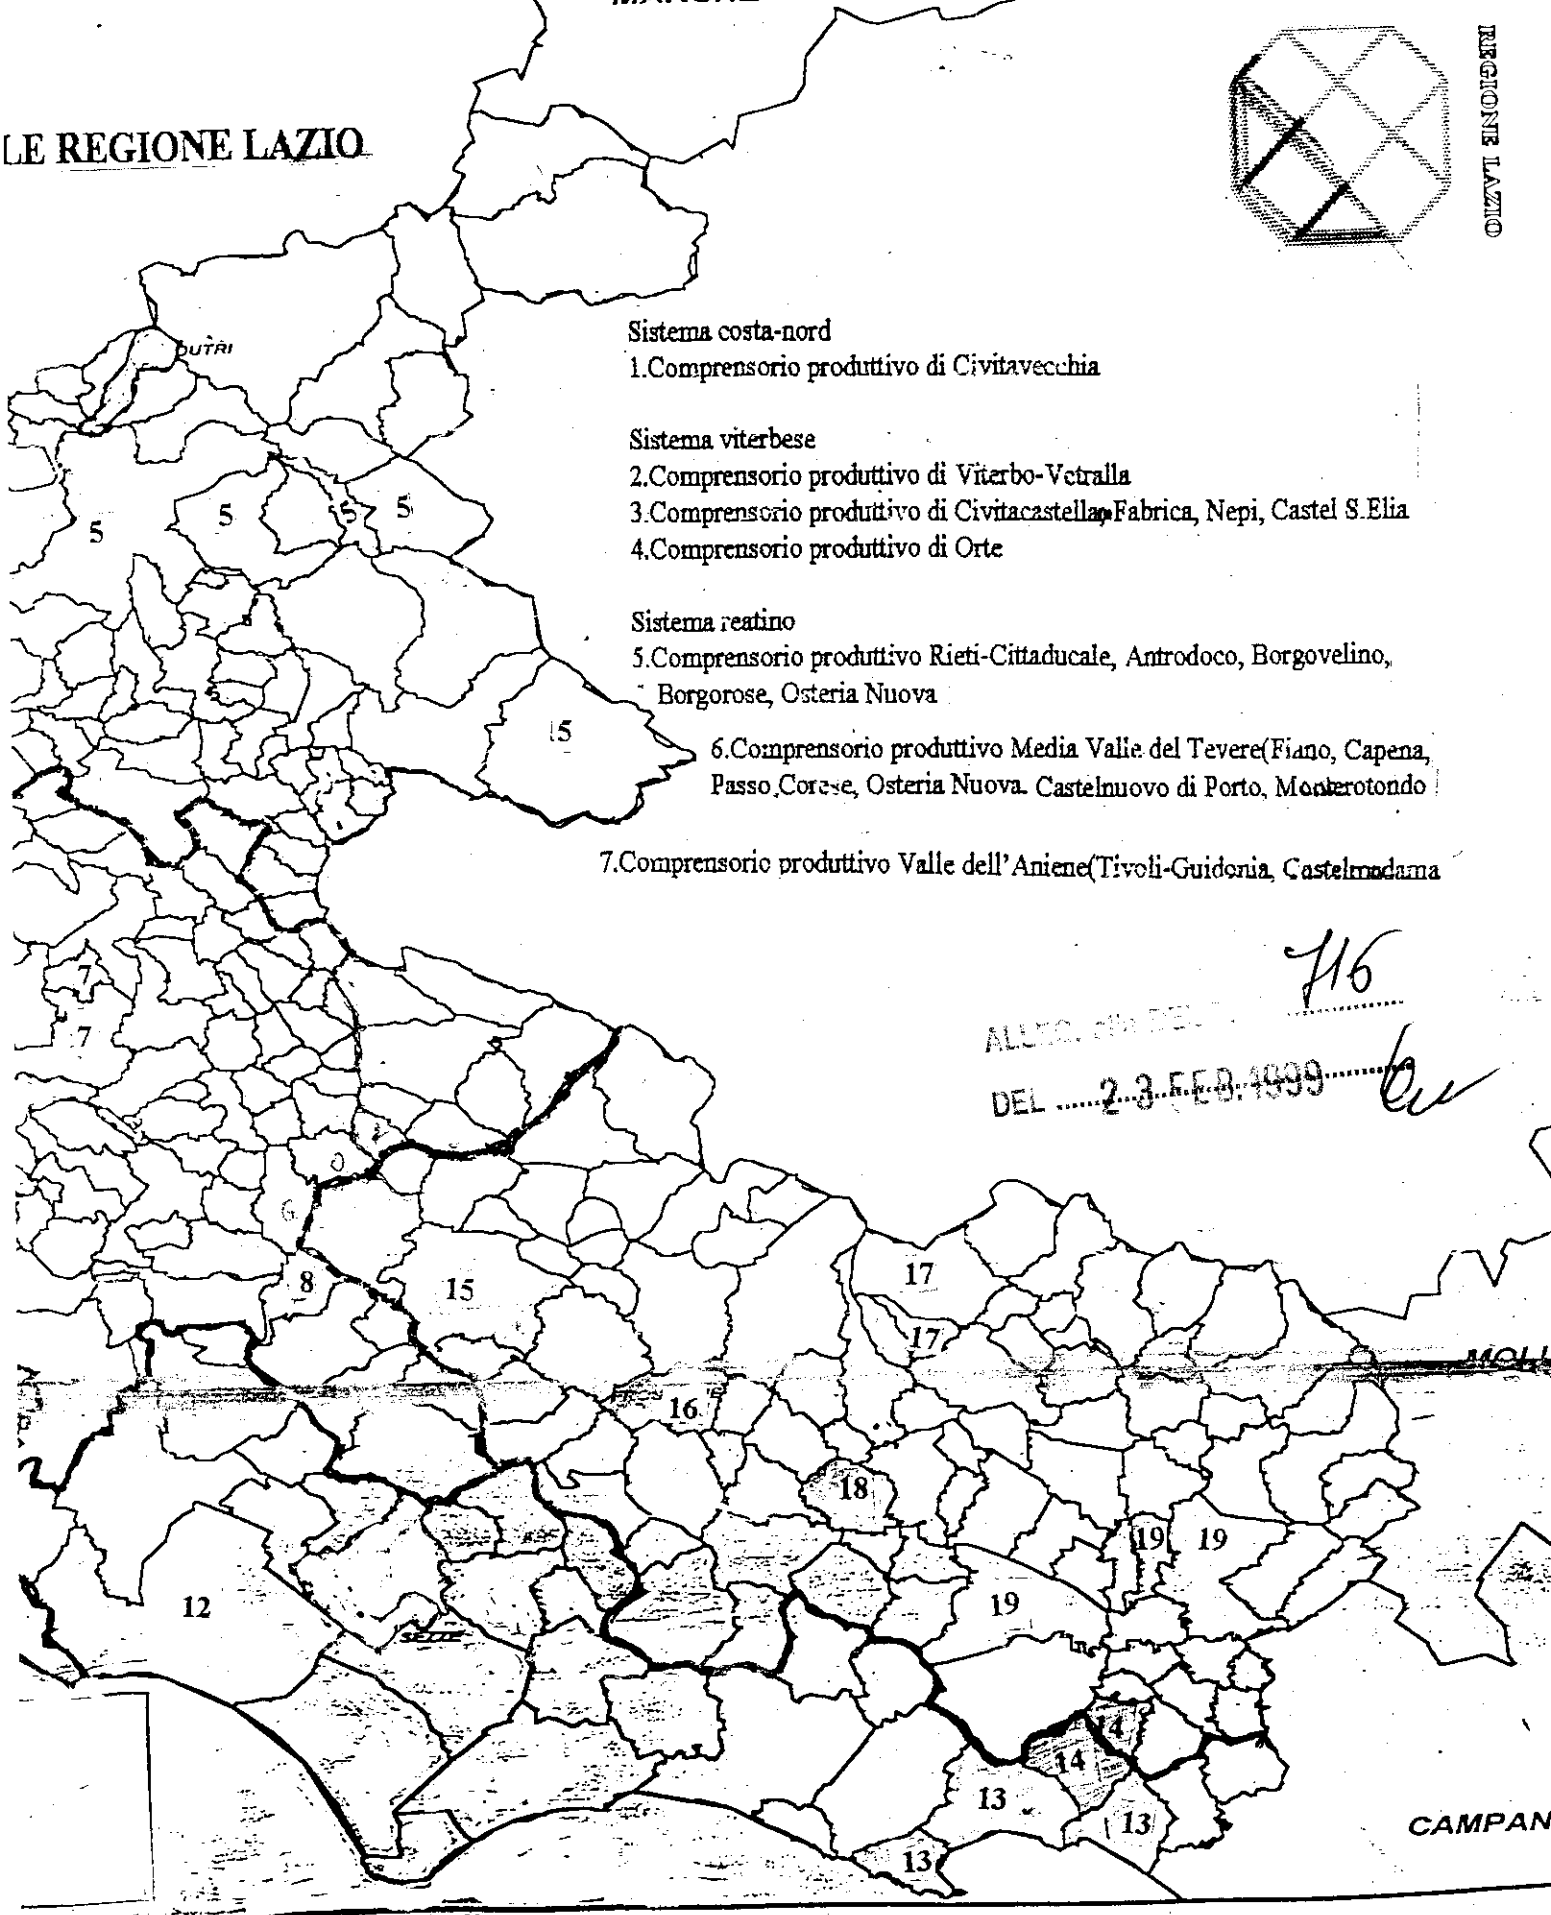 LE REGIONE LAZIO
REGIONE LAZIO
Sistema costa-nord
1.Comprensorio produttivo di Civitavecchia
Sistema viterbese
2.Comprensorio produttivo di Viterbo-Vetralla
3.Comprensorio produttivo di Civitacastellap Fabrica, Nepi, Castel S.Elia
4.Comprensorio produttivo di Orte
Sistema reatino
5.Comprensorio produttivo Rieti-Cittaducale, Antrodoco, Borgovelino,
Borgorose, Osteria Nuova
6.Comprensorio produttivo Media Valle del Tevere(Fiano, Capena,
Passo Corese, Osteria Nuova. Castelnuovo di Porto, Monterotondo
7.Comprensorio produttivo Valle dell'Aniene(Tivoli-Guidonia, Castelmadama
716
DEL 23 FEB. 1999
5
5
5
5
5
7
7
8
15
17
17
MOLI
16
18
19
19
12
19
14
14
13
13
13
CAMPAN